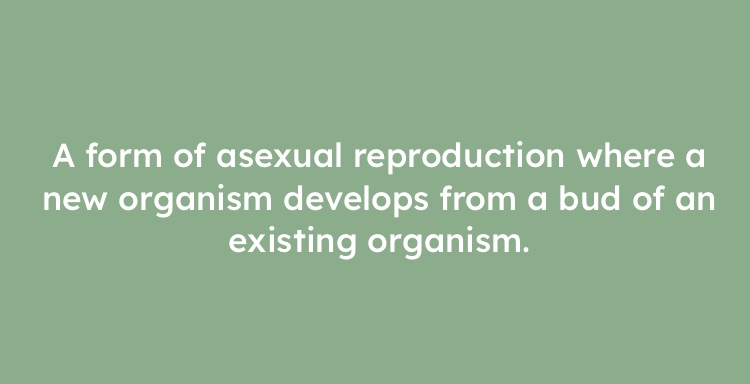 A form of asexual reproduction where a
new organism develops from a bud of an
existing organism.